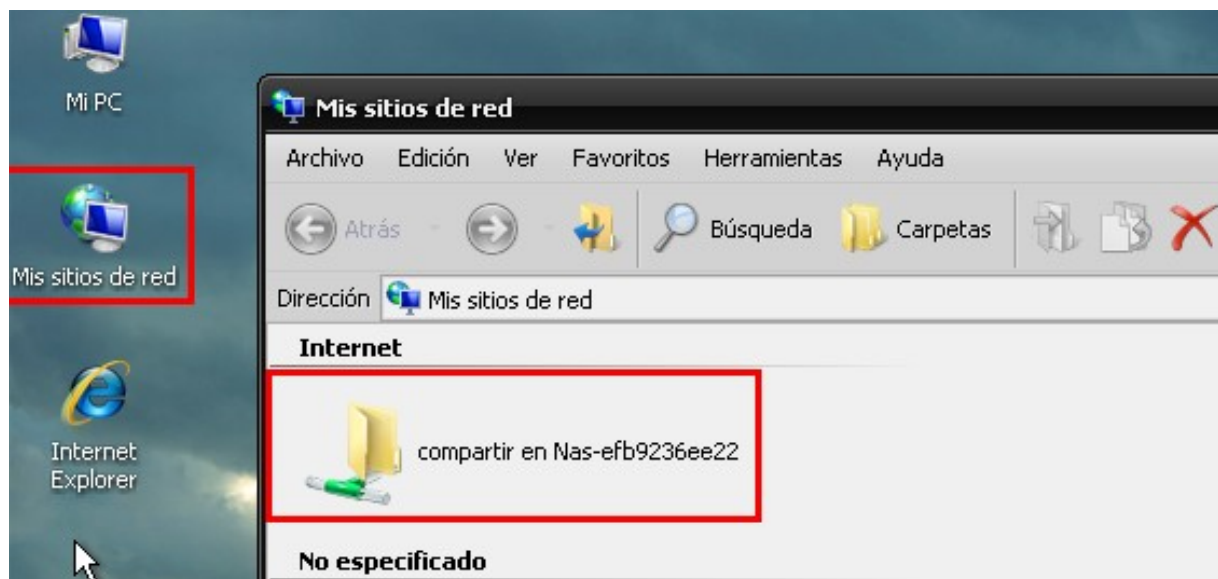 Mi PC
Mis sitios de red
Internet
Explorer
Mis sitios de red
Archivo Edición Ver Favoritos Herramientas Ayuda
Atrás Búsqueda Carpetas
Dirección Mis sitios de red
Internet
compartir en Nas-efb9236ee22
No especificado